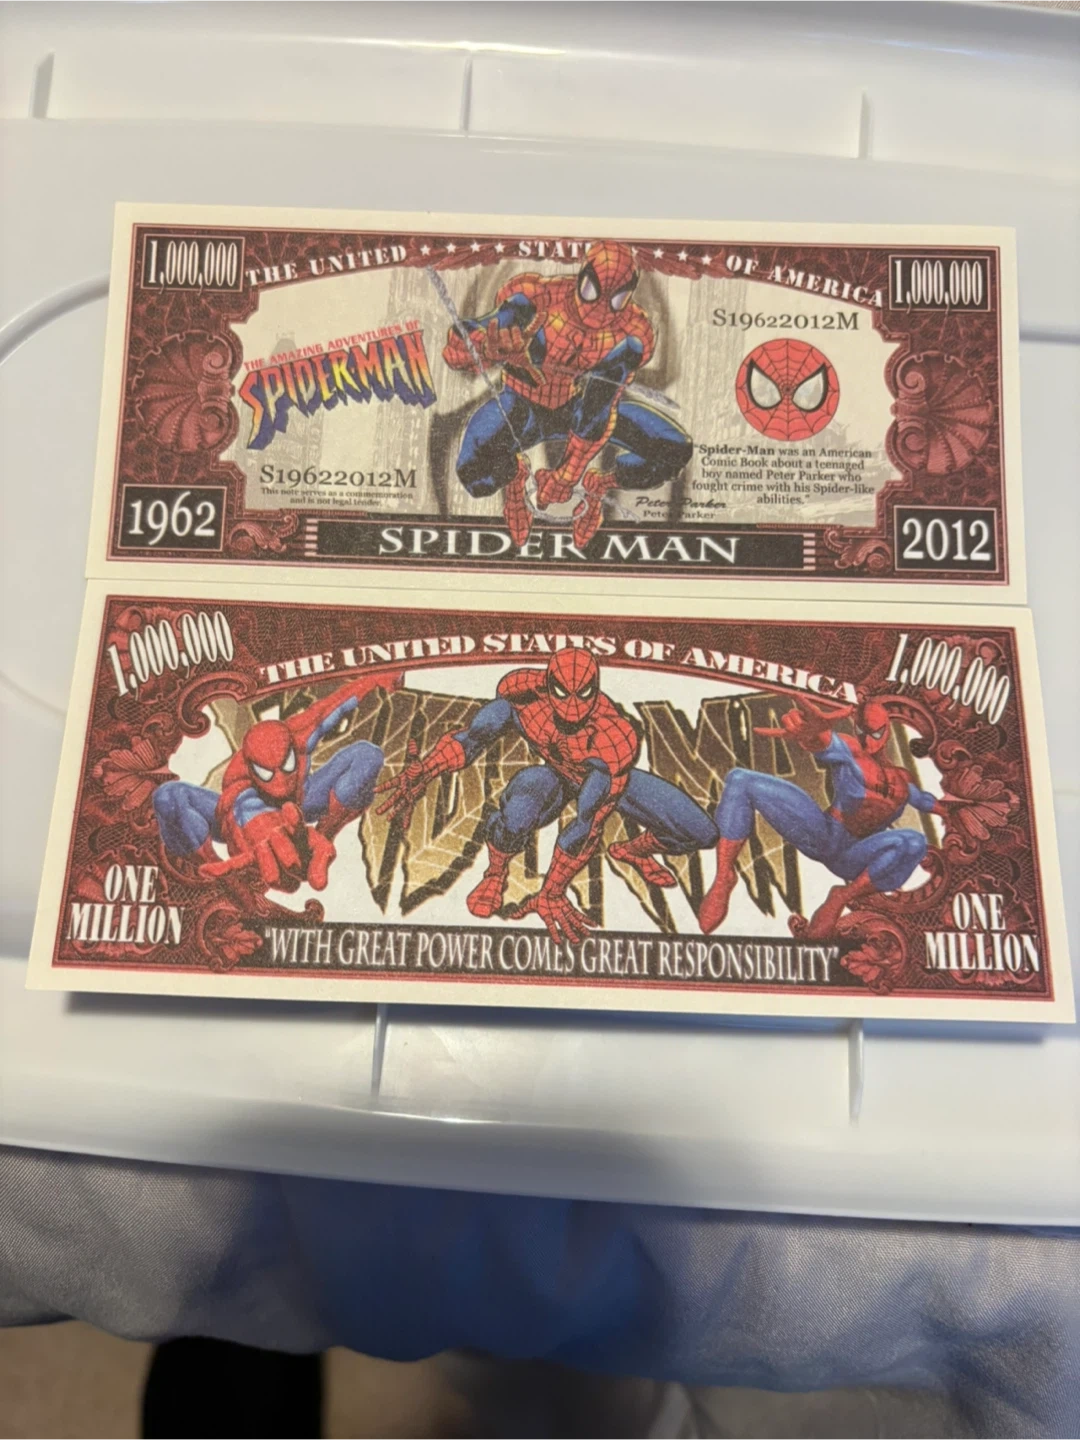 1,000,000
THE UNITED STATE OF AMERICA
1,000,000
S19622012M
THE AMAZING ADVENTURES OF
SPIDER-MAN
"Spider-Man was an American
Comic Book about a teenaged
boy named Peter Parker who
fought crime with his Spider-like
abilities."
S19622012M
This note serves as a commemoration
and is not legal tender.
Peter Parker
Peter Parker
1962
SPIDER MAN
2012
1,000,000
THE UNITED STATES OF AMERICA
1,000,000
ONE
MILLION
"WITH GREAT POWER COMES GREAT RESPONSIBILITY"
ONE
MILLION